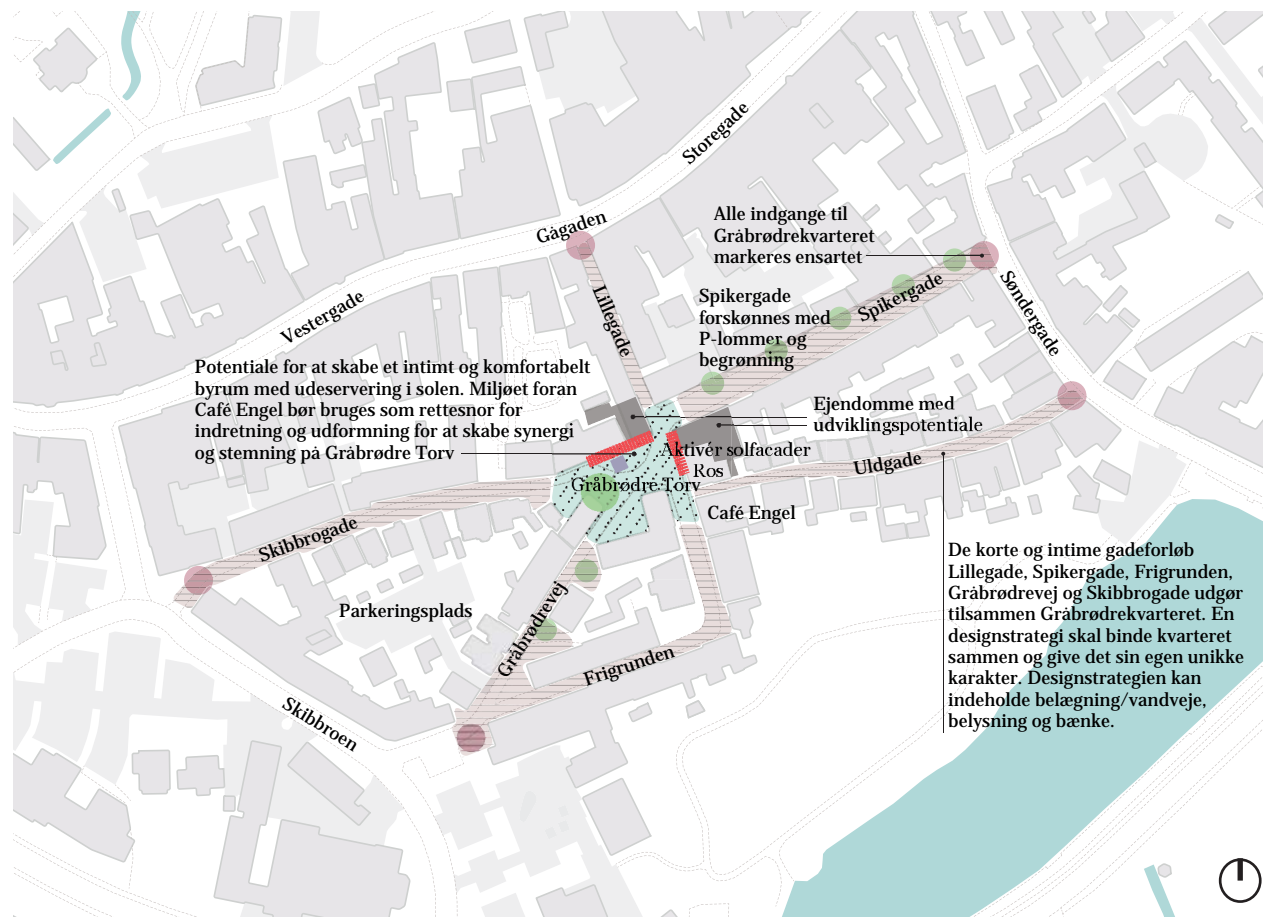 Storegade
Gågaden
Vestergade
Lillegade
Alle indgange til
Gråbrødrekvarteret
markeres ensartet
Spikergade
forskønnes med
P-lommer og
begrønning
Spikergade
Søndergade
Potentiale for at skabe et intimt og komfortabelt
byrum med udeservering i solen. Miljøet foran
Café Engel bør bruges som rettesnor for
indretning og udformning for at skabe synergi
og stemning på Gråbrødre Torv
Ejendomme med
udviklingspotentiale
Aktivér solfacader
Ros
Gråbrødre Torv
Uldgade
Café Engel
Skibbrogade
Parkeringsplads
Gråbrødrevej
Frigrunden
Skibbroen
De korte og intime gadeforløb
Lillegade, Spikergade, Frigrunden,
Gråbrødrevej og Skibbrogade udgør
tilsammen Gråbrødrekvarteret. En
designstrategi skal binde kvarteret
sammen og give det sin egen unikke
karakter. Designstrategien kan
indeholde belægning/vandveje,
belysning og bænke.